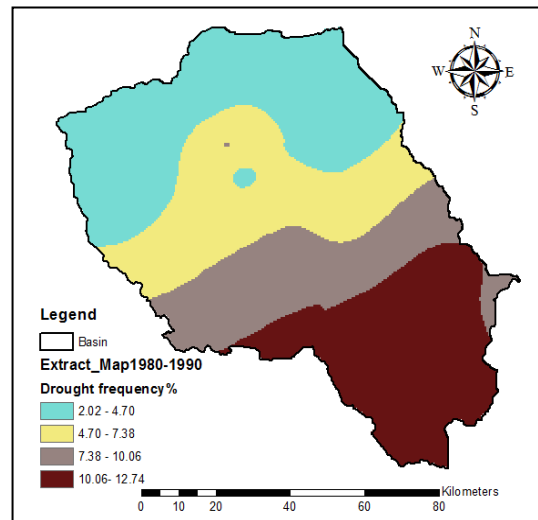 N
W E
S
Legend
Basin
Extract_Map1980-1990
Drought frequency%
2.02 - 4.70
4.70 - 7.38
7.38 - 10.06
10.06- 12.74
Kilometers
0 20 40 60 80